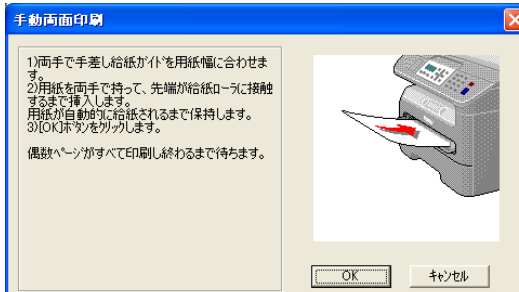 手動両面印刷
1)両手で手差し給紙ｶﾞｲﾄﾞを用紙幅に合わせま
す。
2)用紙を両手で持って、先端が給紙ﾛｰﾗに接触
するまで挿入します。
用紙が自動的に給紙されるまで保持します。
3)[OK]ﾎﾞﾀﾝをｸﾘｯｸします。
偶数ﾍﾟｰｼﾞがすべて印刷し終わるまで待ちます。
OK
ｷｬﾝｾﾙ